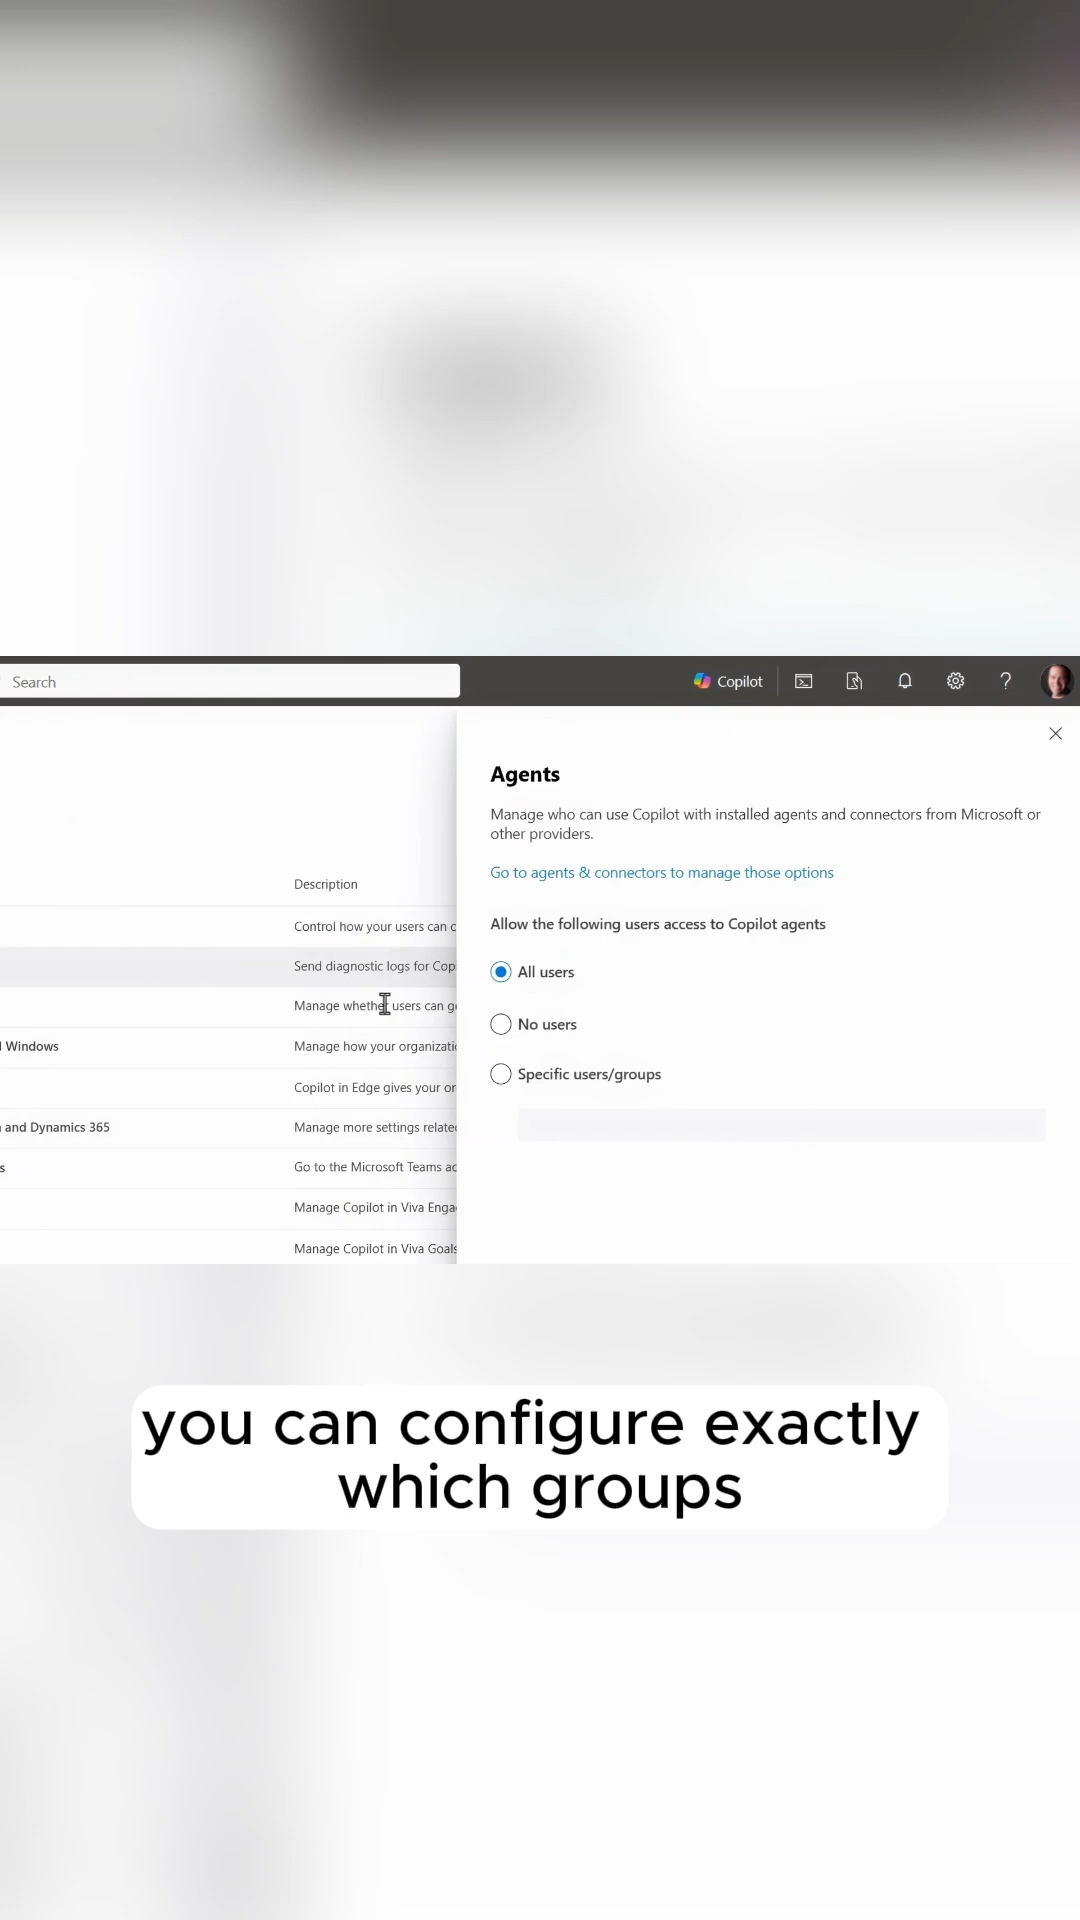 Search
Copilot
Agents
Manage who can use Copilot with installed agents and connectors from Microsoft or
other providers.
Go to agents & connectors to manage those options
Allow the following users access to Copilot agents
All users
No users
Specific users/groups
Description
Control how your users can c
Send diagnostic logs for Cop
Manage whether users can g
Windows
Manage how your organizati
Copilot in Edge gives your or
and Dynamics 365
Manage more settings relate
s
Go to the Microsoft Teams ac
Manage Copilot in Viva Enga
Manage Copilot in Viva Goals
you can configure exactly
which groups